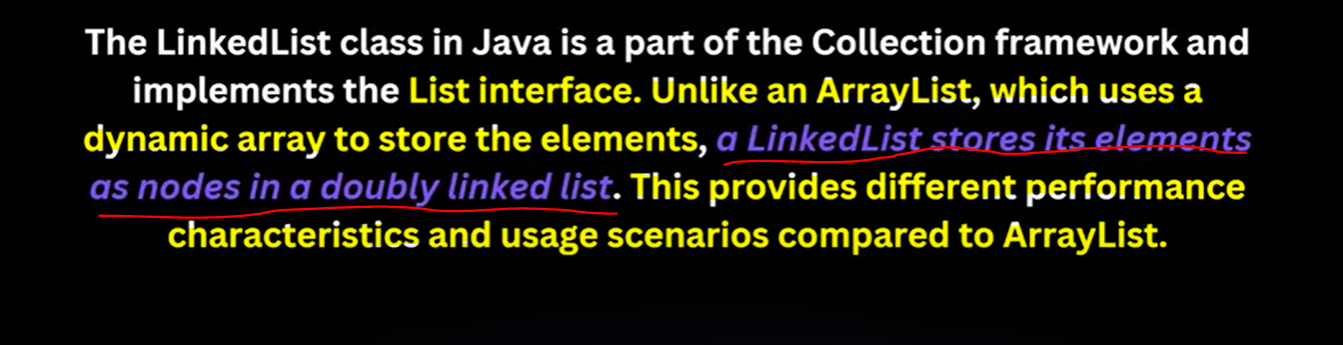 The LinkedList class in Java is a part of the Collection framework and
implements the List interface. Unlike an ArrayList, which uses a
dynamic array to store the elements, a LinkedList stores its elements
as nodes in a doubly linked list. This provides different performance
characteristics and usage scenarios compared to ArrayList.